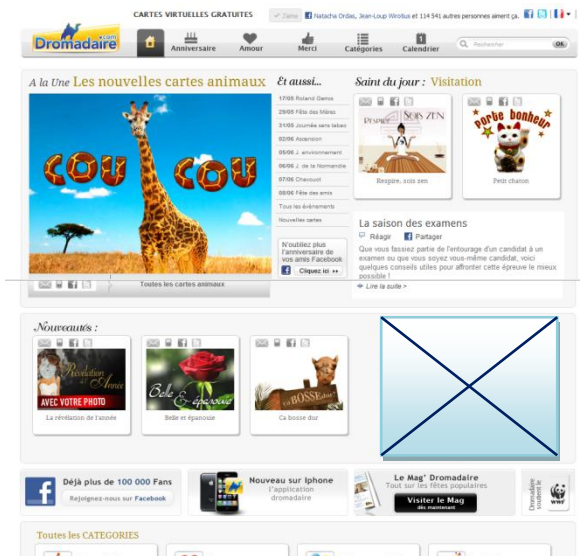 CARTES VIRTUELLES GRATUITES
J'aime
Natacha Ordas, Jean-Loup Wirotius et 114 541 autres personnes aiment ça.
Dromadaire.com
Anniversaire
Amour
Merci
Catégories
Calendrier
Rechercher
OK
A la Une Les nouvelles cartes animaux
COU COU
Toutes les cartes animaux
Et aussi...
17/05 Roland Garros
29/05 Fête des Mères
31/05 Journée sans tabac
02/06 Ascension
05/06 J. environnement
06/06 J. de la Normandie
07/06 Chavouot
08/06 Fête des amis
Tous les évènements
Nouvelles cartes
N'oubliez plus
l'anniversaire de
vos amis Facebook
Cliquez ici
Saint du jour : Visitation
Respire, SOIS ZEN
Respire, sois zen
porte bonheur
Petit chaton
La saison des examens
Réagir
Partager
Que vous fassiez partie de l'entourage d'un candidat à un
examen ou que vous soyez vous-même candidat, voici
quelques conseils utiles pour affronter cette épreuve le mieux
possible !
Lire la suite >
Nouveautés :
Révélation
de l'Année
AVEC VOTRE PHOTO
La révélation de l'année
Belle & épanouie
Belle et épanouie
Ca BOSSE dur?
Ca bosse dur
Déjà plus de 100 000 Fans
Rejoignez-nous sur Facebook
Nouveau sur Iphone
l'application
dromadaire
Le Mag' Dromadaire
Tout sur les fêtes populaires
Visiter le Mag
dès maintenant
Dromadaire
soutient le
WWF
Toutes les CATEGORIES